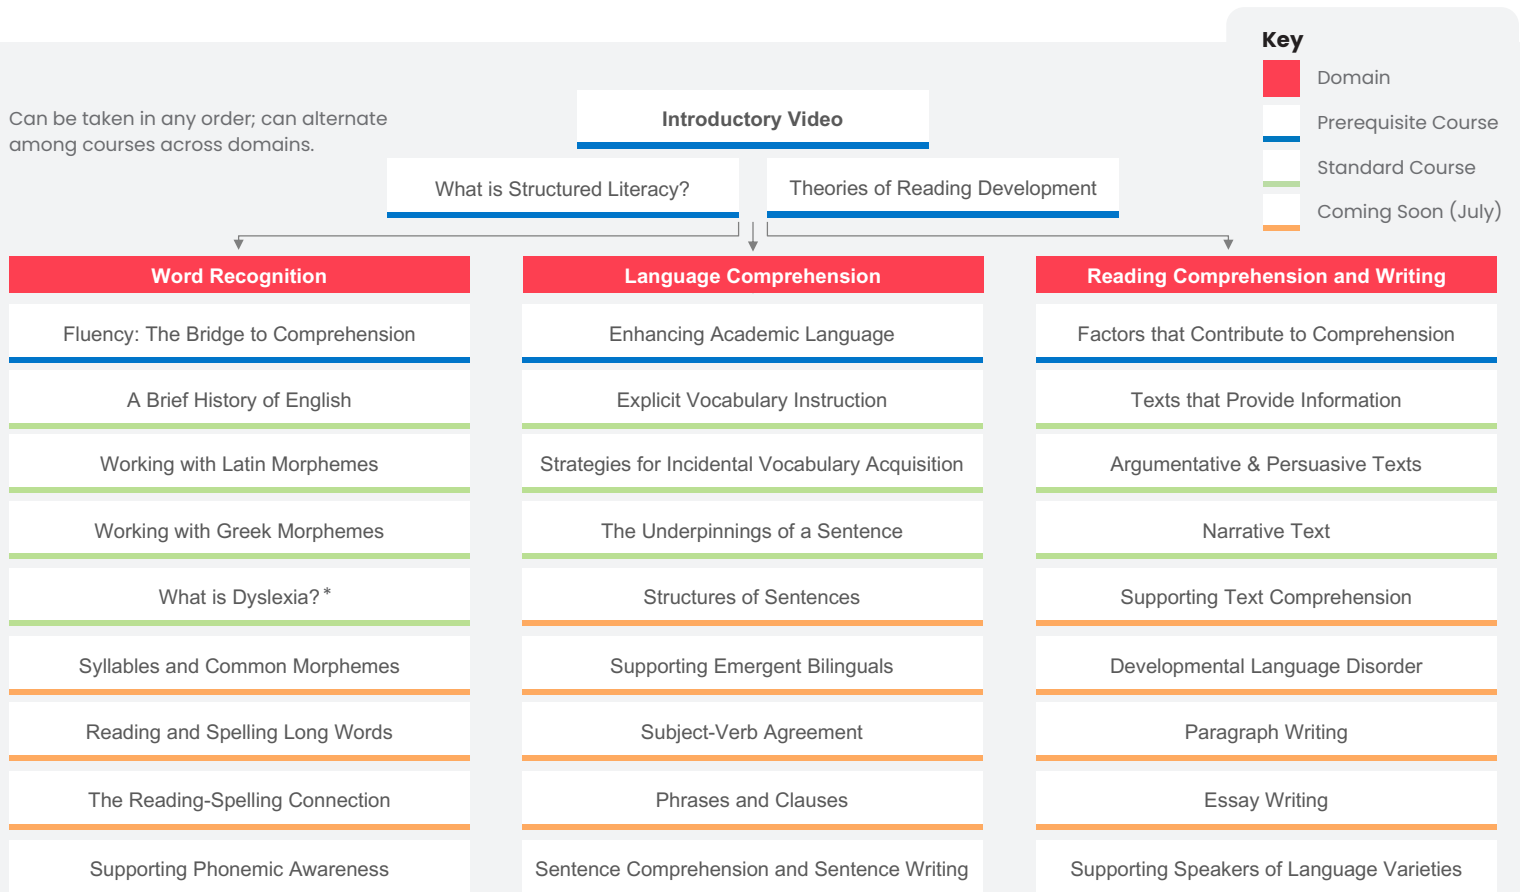 Key
Domain
Prerequisite Course
Standard Course
Coming Soon (July)
Can be taken in any order; can alternate
among courses across domains.
Introductory Video
What is Structured Literacy?
Theories of Reading Development
Word Recognition
Fluency: The Bridge to Comprehension
A Brief History of English
Working with Latin Morphemes
Working with Greek Morphemes
What is Dyslexia?*
Syllables and Common Morphemes
Reading and Spelling Long Words
The Reading-Spelling Connection
Supporting Phonemic Awareness
Language Comprehension
Enhancing Academic Language
Explicit Vocabulary Instruction
Strategies for Incidental Vocabulary Acquisition
The Underpinnings of a Sentence
Structures of Sentences
Supporting Emergent Bilinguals
Subject-Verb Agreement
Phrases and Clauses
Sentence Comprehension and Sentence Writing
Reading Comprehension and Writing
Factors that Contribute to Comprehension
Texts that Provide Information
Argumentative & Persuasive Texts
Narrative Text
Supporting Text Comprehension
Developmental Language Disorder
Paragraph Writing
Essay Writing
Supporting Speakers of Language Varieties